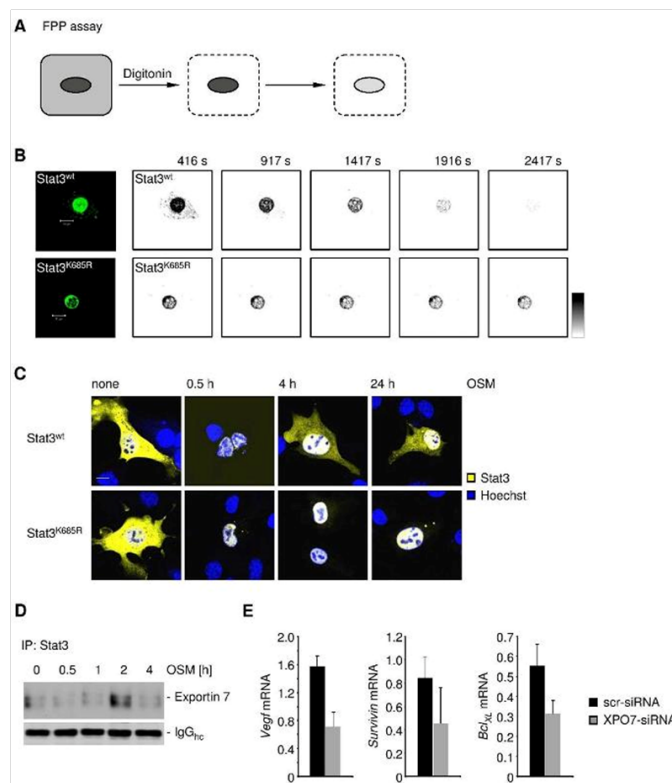 A FPP assay
Digitonin
B
416 s 917 s 1417 s 1916 s 2417 s
Stat3wt Stat3wt
Stat3K685R Stat3K685R
C
none 0.5 h 4 h 24 h OSM
Stat3wt
Stat3
Hoechst
Stat3K685R
D E
IP: Stat3
0 0.5 1 2 4 OSM [h]
- Exportin 7
- IgGhc
Vegf mRNA
2.0
1.6
1.2
0.8
0.4
0
Survivin mRNA
1.2
1.0
0.8
0.6
0.4
0.2
0
BclXL mRNA
0.7
0.6
0.5
0.4
0.3
0.2
0.1
0
scr-siRNA
XPO7-siRNA